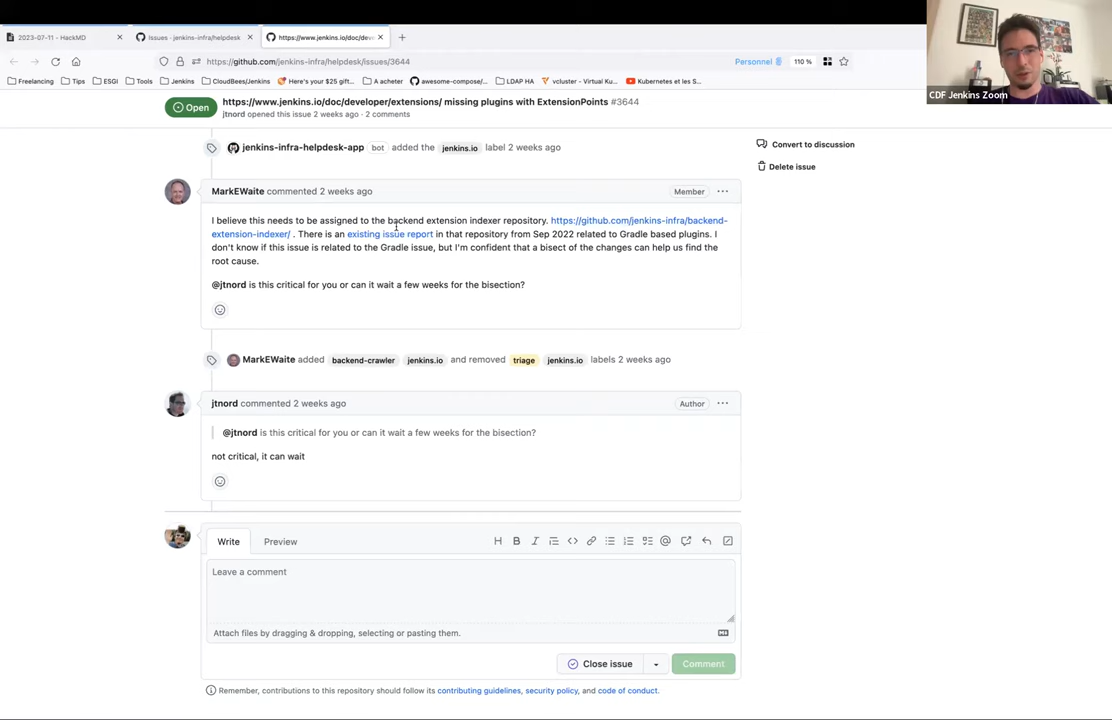 2023-07-11 - HackMD
Issues · jenkins-infra/helpdesk
https://www.jenkins.io/doc/deve
https://github.com/jenkins-infra/helpdesk/issues/3644
Personnel
110 %
Freelancing
Tips
ESGI
Tools
Jenkins
CloudBees/Jenkins
Here's your $25 gift...
A acheter
awesome-compose/...
LDAP HA
vcluster - Virtual Ku...
Kubernetes et les S...
CDF Jenkins Zoom
Open
https://www.jenkins.io/doc/developer/extensions/ missing plugins with ExtensionPoints #3644
jtnord opened this issue 2 weeks ago · 2 comments
jenkins-infra-helpdesk-app bot added the jenkins.io label 2 weeks ago
Convert to discussion
Delete issue
MarkEWaite commented 2 weeks ago
Member
I believe this needs to be assigned to the backend extension indexer repository. https://github.com/jenkins-infra/backend-
extension-indexer/ . There is an existing issue report in that repository from Sep 2022 related to Gradle based plugins. I
don't know if this issue is related to the Gradle issue, but I'm confident that a bisect of the changes can help us find the
root cause.
@jtnord is this critical for you or can it wait a few weeks for the bisection?
MarkEWaite added backend-crawler jenkins.io and removed triage jenkins.io labels 2 weeks ago
jtnord commented 2 weeks ago
Author
@jtnord is this critical for you or can it wait a few weeks for the bisection?
not critical, it can wait
Write
Preview
Leave a comment
Attach files by dragging & dropping, selecting or pasting them.
Close issue
Comment
Remember, contributions to this repository should follow its contributing guidelines, security policy, and code of conduct.